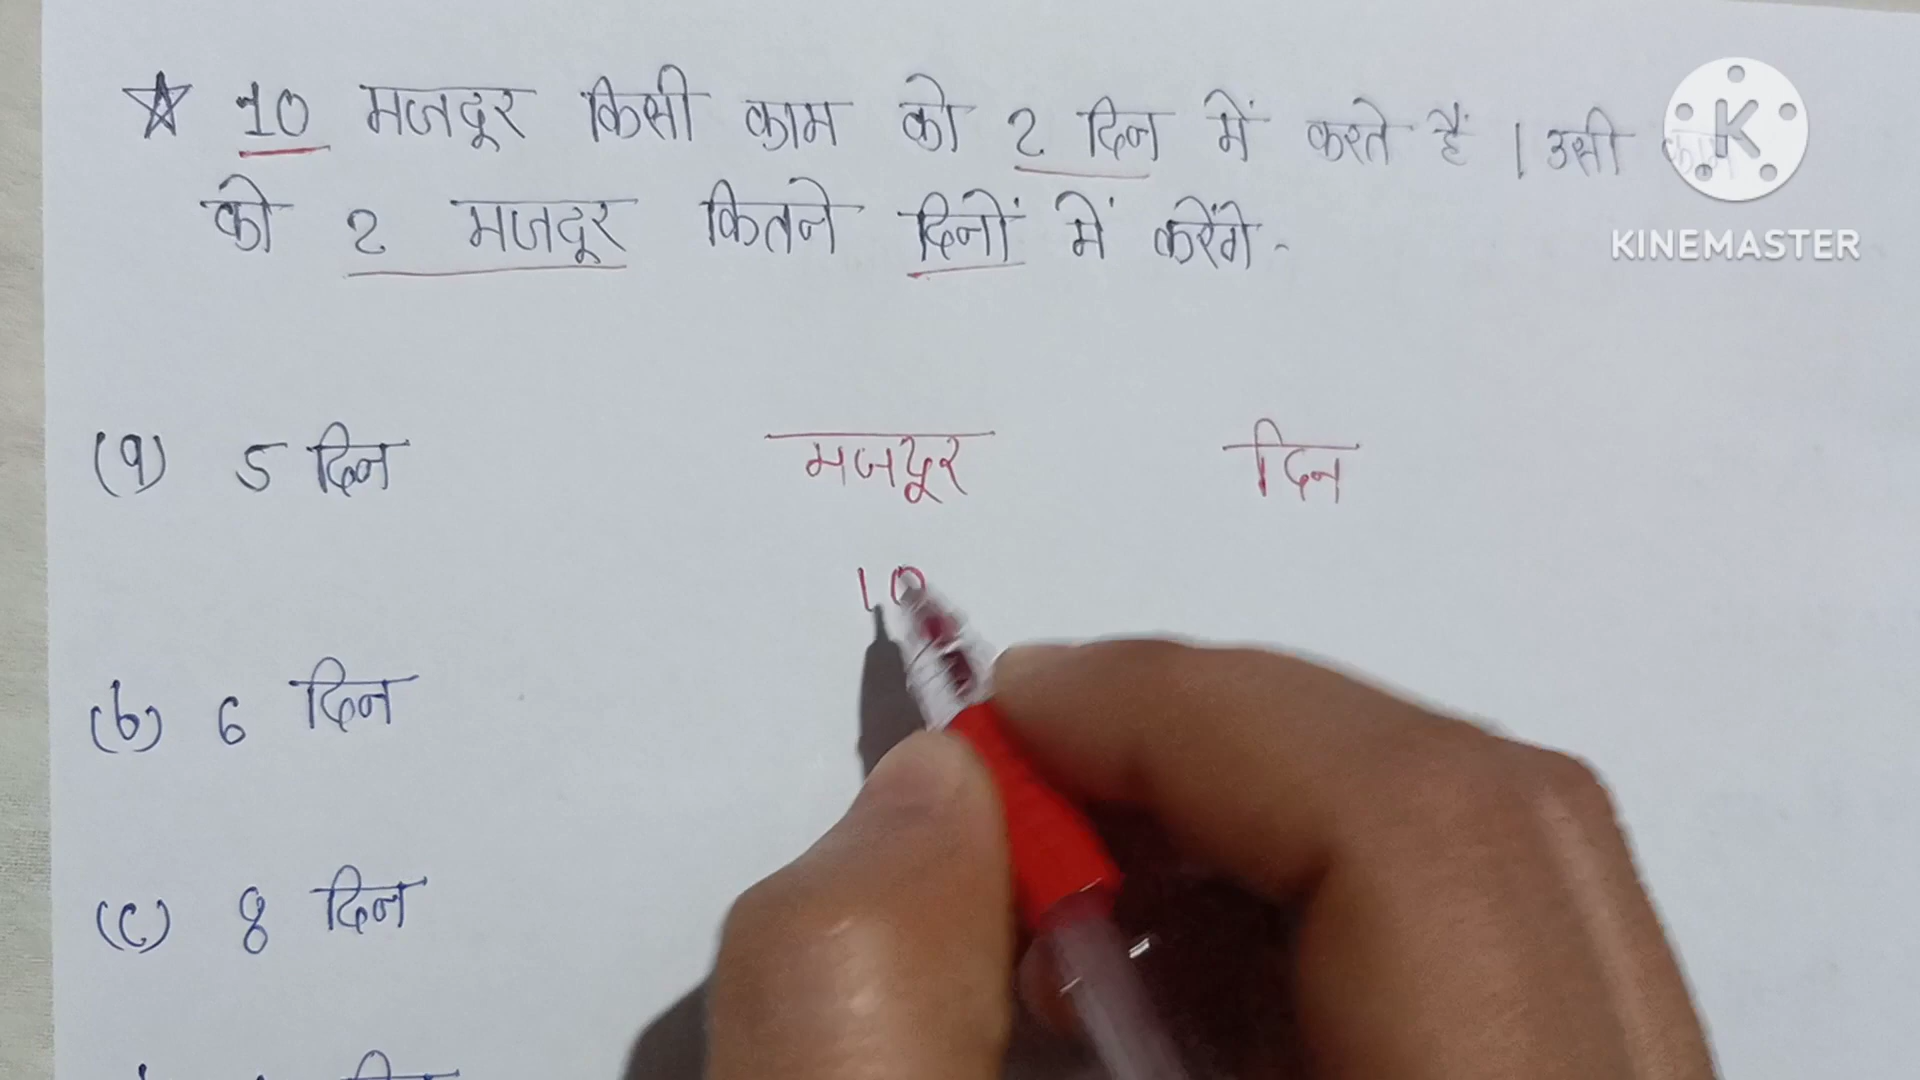 ☆ 10 मजदूर किसी काम को 2 दिन में करते हैं । उसी
को 2 मजदूर कितने दिनों में करेंगे -
KINEMASTER
(a) 5 दिन
मजदूर दिन
10
(b) 6 दिन
(c) 8 दिन